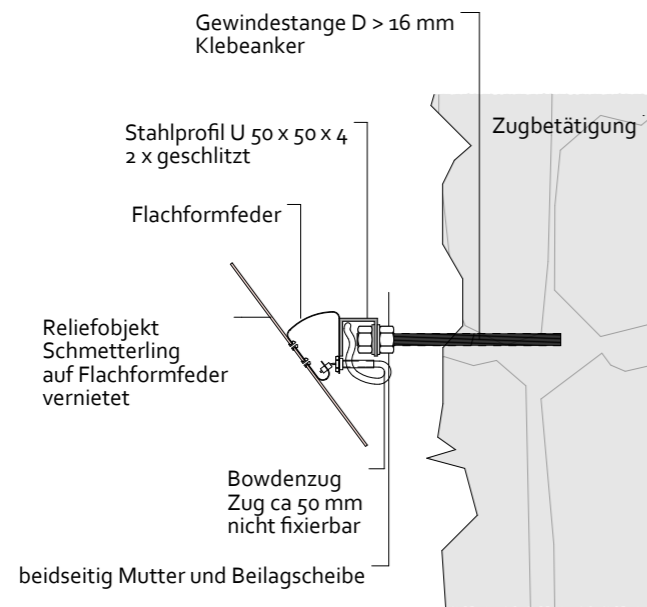 Gewindestange D > 16 mm
Klebeanker
Zugbetätigung
Stahlprofil U 50 x 50 x 4
2 x geschlitzt
Flachformfeder
Reliefobjekt
Schmetterling
auf Flachformfeder
vernietet
Bowdenzug
Zug ca 50 mm
nicht fixierbar
beidseitig Mutter und Beilagscheibe